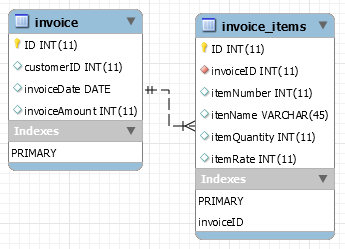 invoice
ID INT(11)
customerID INT(11)
invoiceDate DATE
invoiceAmount INT(11)
Indexes
PRIMARY
invoice_items
ID INT(11)
invoiceID INT(11)
itemNumber INT(11)
itenName VARCHAR(45)
itemQuantity INT(11)
itemRate INT(11)
Indexes
PRIMARY
invoiceID